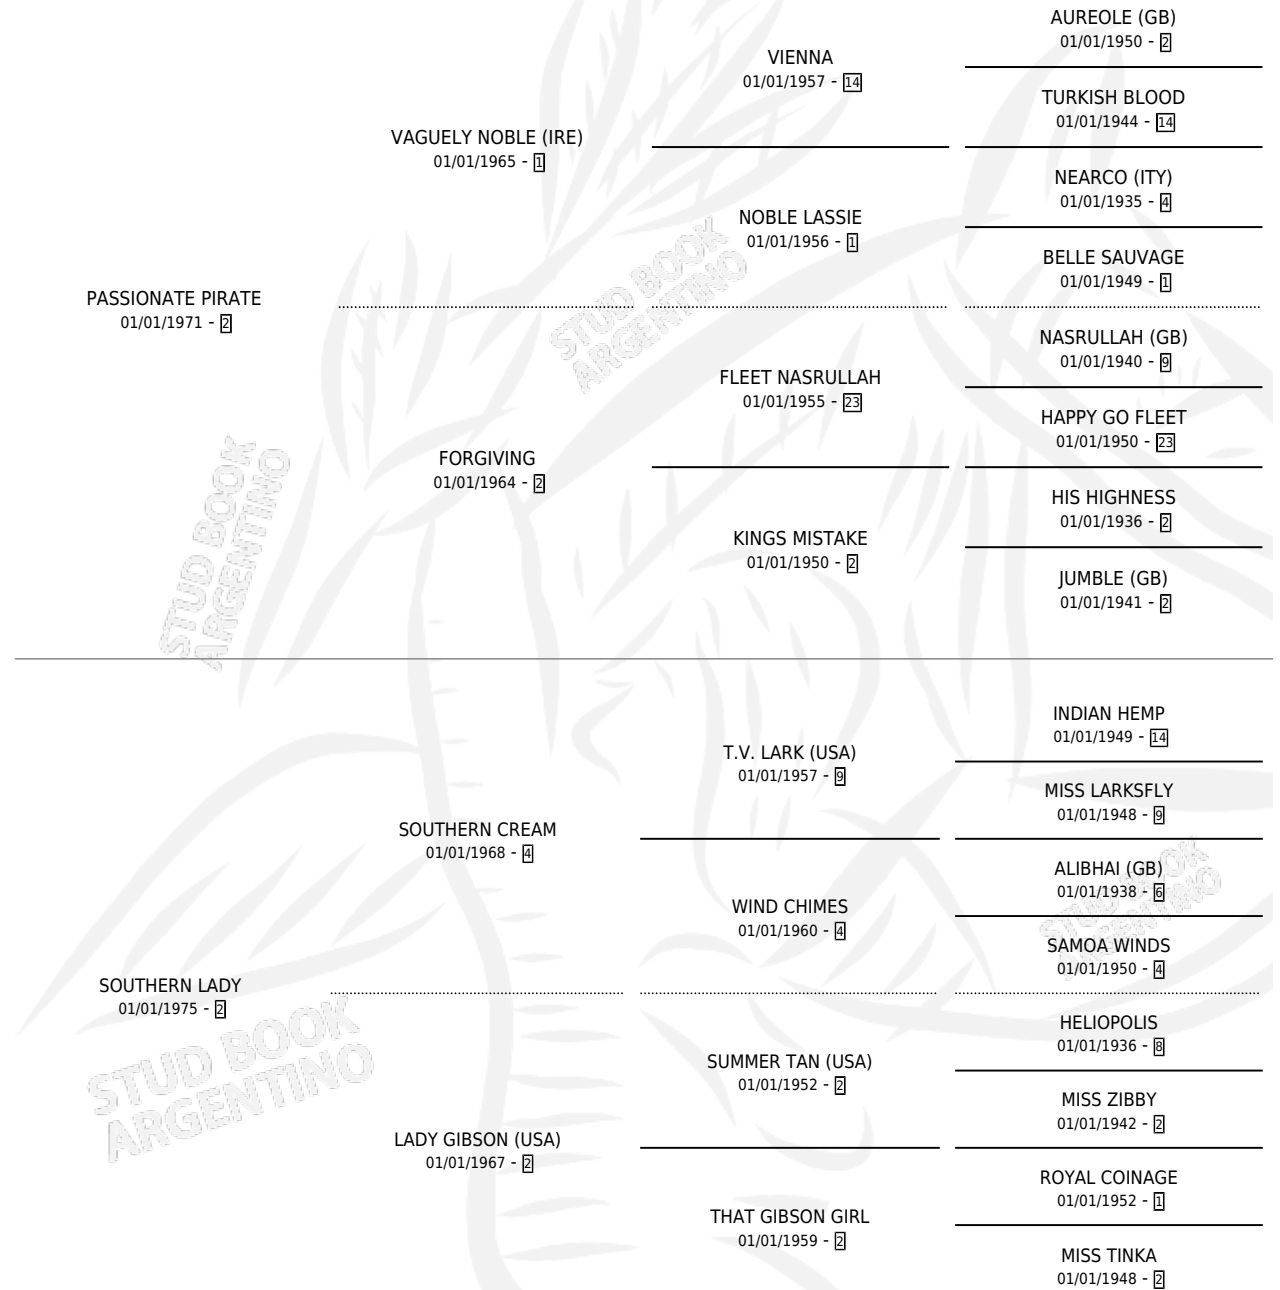 AUREOLE (GB)
01/01/1950 - 2
VIENNA
01/01/1957 - 14
TURKISH BLOOD
01/01/1944 - 14
VAGUELY NOBLE (IRE)
01/01/1965 - 1
NEARCO (ITY)
01/01/1935 - 4
NOBLE LASSIE
01/01/1956 - 1
BELLE SAUVAGE
01/01/1949 - 1
PASSIONATE PIRATE
01/01/1971 - 2
NASRULLAH (GB)
01/01/1940 - 9
FLEET NASRULLAH
01/01/1955 - 23
HAPPY GO FLEET
01/01/1950 - 23
FORGIVING
01/01/1964 - 2
HIS HIGHNESS
01/01/1936 - 2
KINGS MISTAKE
01/01/1950 - 2
JUMBLE (GB)
01/01/1941 - 2
INDIAN HEMP
01/01/1949 - 14
T.V. LARK (USA)
01/01/1957 - 9
MISS LARKSFLY
01/01/1948 - 9
SOUTHERN CREAM
01/01/1968 - 4
ALIBHAI (GB)
01/01/1938 - 6
WIND CHIMES
01/01/1960 - 4
SAMOA WINDS
01/01/1950 - 4
SOUTHERN LADY
01/01/1975 - 2
HELIOPOLIS
01/01/1936 - 8
SUMMER TAN (USA)
01/01/1952 - 2
MISS ZIBBY
01/01/1942 - 2
LADY GIBSON (USA)
01/01/1967 - 2
ROYAL COINAGE
01/01/1952 - 1
THAT GIBSON GIRL
01/01/1959 - 2
MISS TINKA
01/01/1948 - 2
STUD BOOK
ARGENTINO
STUD BOOK
ARGENTINO
STUD BOOK
ARGENTINO
STUD BOOK
ARGENTINO